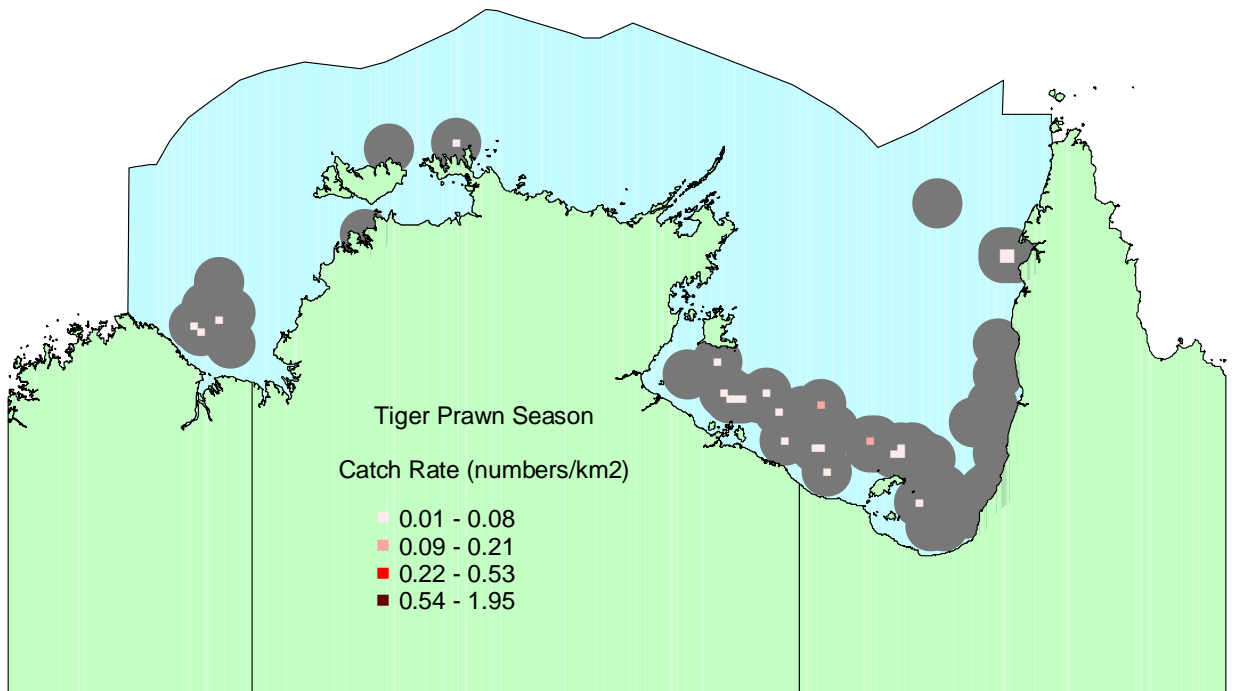 Tiger Prawn Season
Catch Rate (numbers/km2)
0.01 - 0.08
0.09 - 0.21
0.22 - 0.53
0.54 - 1.95